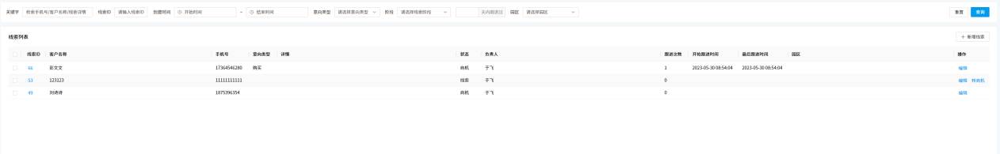 关键字 检索手机号/客户名称/线索详情 线索ID 请输入线索ID 创建时间 开始时间 ~ 结束时间 意向类型 请选择意向类型 阶段 请选择线索阶段 天内跟进过 园区 请选择园区 重置 查询
线索列表 + 新增线索
线索ID 客户名称 手机号 意向类型 详情 状态 负责人 跟进次数 开始跟进时间 最后跟进时间 园区 操作
66 彭文文 17364546280 购买 商机 于飞 1 2023-05-30 08:54:04 2023-05-30 08:54:04 编辑
53 123123 11111111111 线索 于飞 0 编辑 转商机
49 刘诗诗 1875396354 商机 于飞 0 编辑